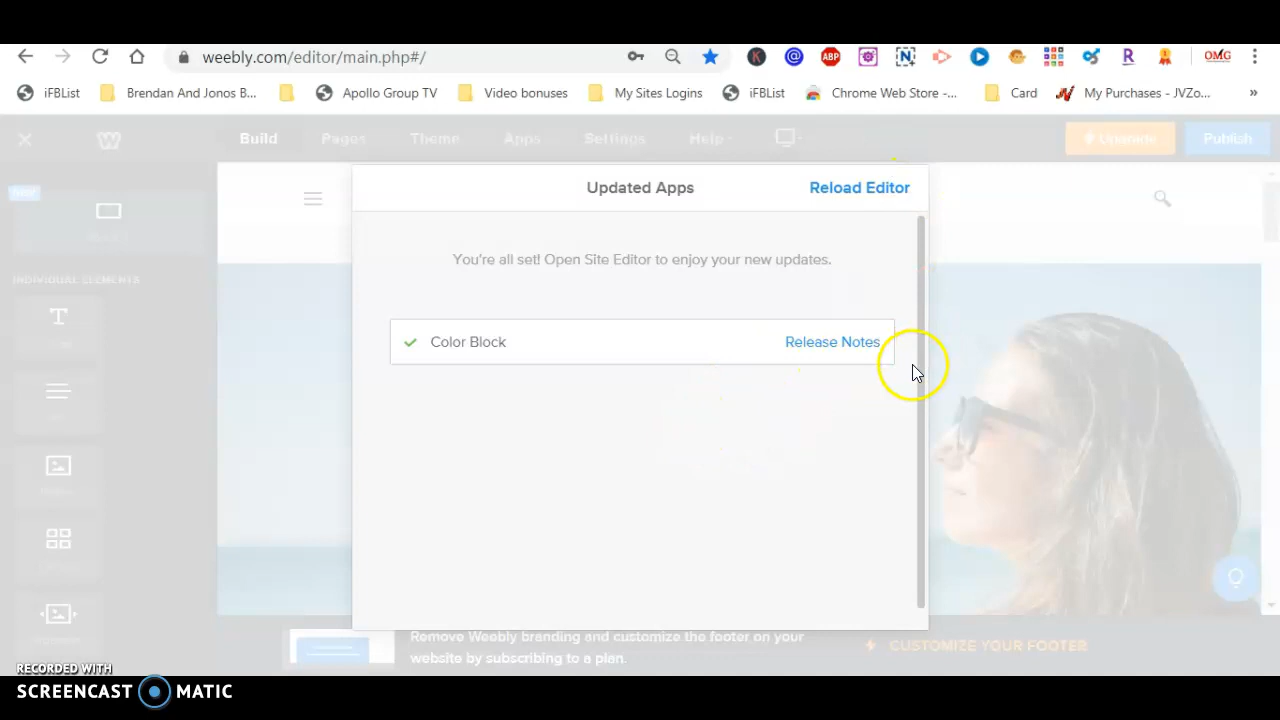 weebly.com/editor/main.php#/
K @ ABP N R OMG
iFBList Brendan And Jonos B... Apollo Group TV Video bonuses My Sites Logins iFBList Chrome Web Store -... Card My Purchases - JVZo... »
Build Pages Theme Apps Settings Help Upgrade Publish
Updated Apps Reload Editor
You're all set! Open Site Editor to enjoy your new updates.
INDIVIDUAL ELEMENTS
Color Block Release Notes
Remove Weebly branding and customize the footer on your
website by subscribing to a plan.
CUSTOMIZE YOUR FOOTER
RECORDED WITH
SCREENCAST MATIC